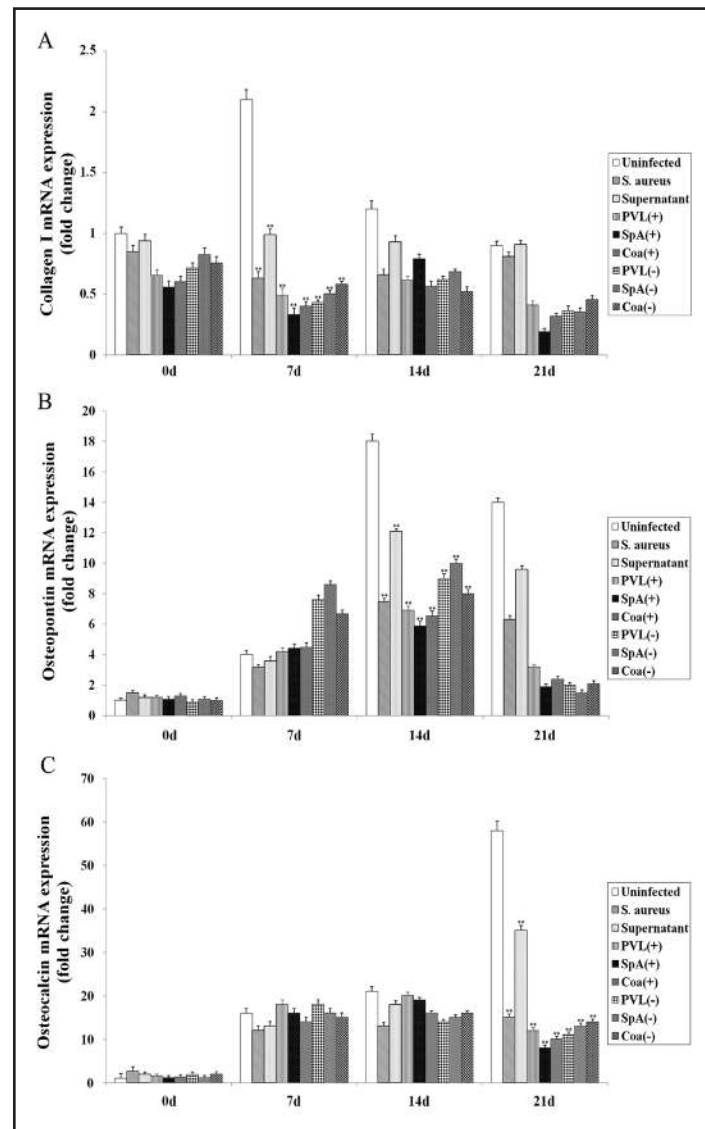 A
Collagen I mRNA expression
(fold change)
2.5
2
1.5
1
0.5
0
0d
7d
14d
21d
**
**
**
**
**
**
**
**
Uninfected
S. aureus
Supernatant
PVL(+)
SpA(+)
Coa(+)
PVL(-)
SpA(-)
Coa(-)
B
Osteopontin mRNA expression
(fold change)
20
18
16
14
12
10
8
6
4
2
0
0d
7d
14d
21d
**
**
**
**
**
**
**
**
Uninfected
S. aureus
Supernatant
PVL(+)
SpA(+)
Coa(+)
PVL(-)
SpA(-)
Coa(-)
C
Osteocalcin mRNA expression
(fold change)
70
60
50
40
30
20
10
0
0d
7d
14d
21d
**
**
**
**
**
**
**
**
Uninfected
S. aureus
Supernatant
PVL(+)
SpA(+)
Coa(+)
PVL(-)
SpA(-)
Coa(-)